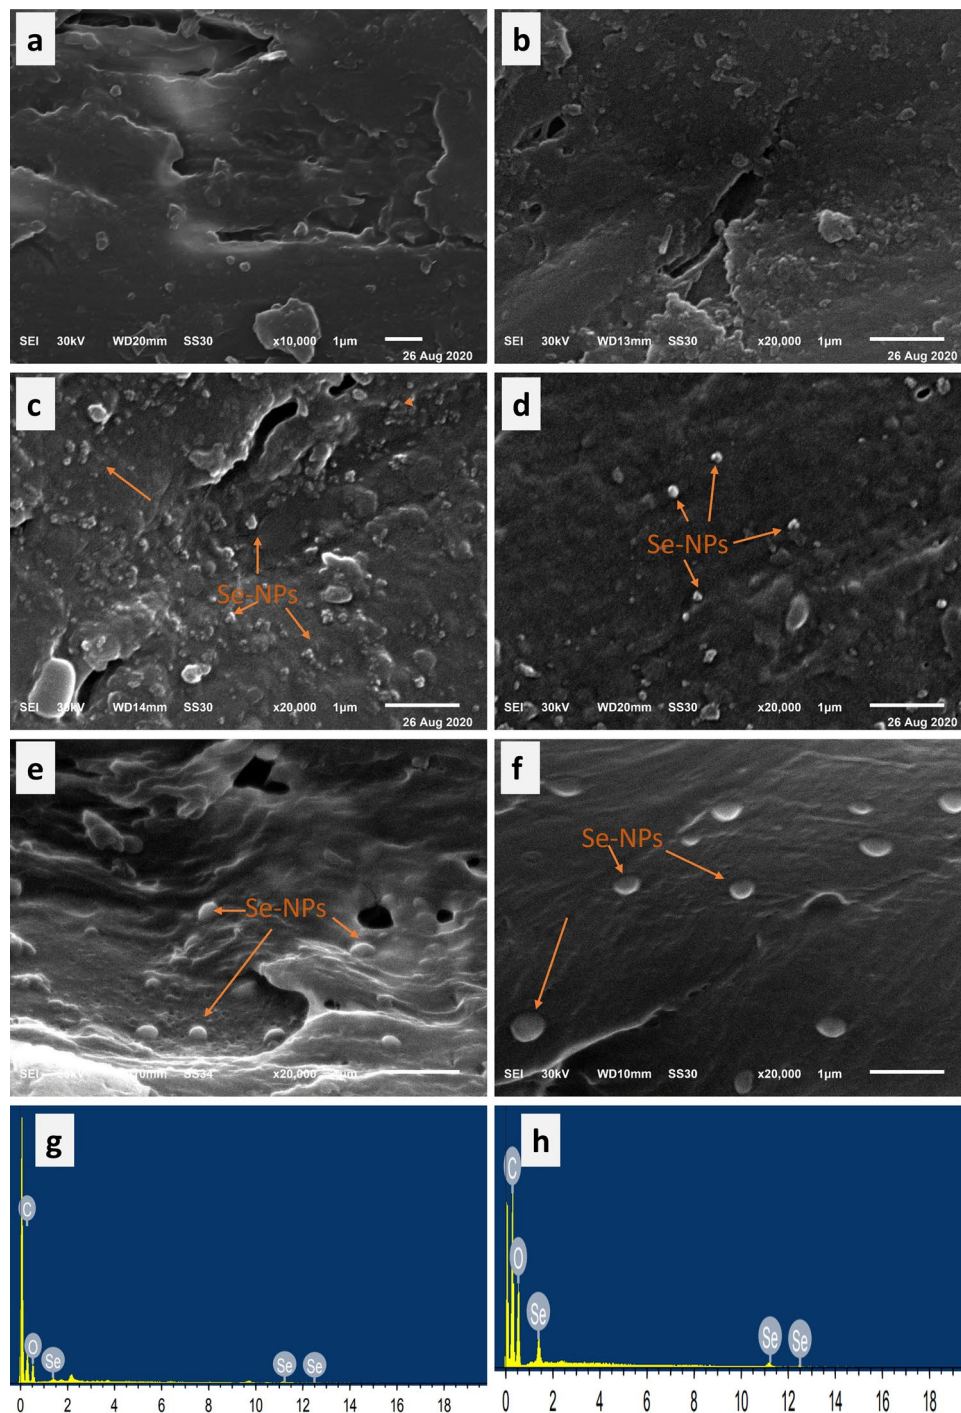 a
SEI 30kV WD20mm SS30 x10,000 1μm
26 Aug 2020
b
SEI 30kV WD13mm SS30 x20,000 1μm
26 Aug 2020
c
Se-NPs
SEI 30kV WD14mm SS30 x20,000 1μm
26 Aug 2020
d
Se-NPs
SEI 30kV WD20mm SS30 x20,000 1μm
26 Aug 2020
e
Se-NPs
SEI WD10mm SS34 x20,000 1μm
f
Se-NPs
SEI 30kV WD10mm SS30 x20,000 1μm
g
C
O Se Se Se
0 2 4 6 8 10 12 14 16 18
h
C
O
Se Se Se
0 2 4 6 8 10 12 14 16 18